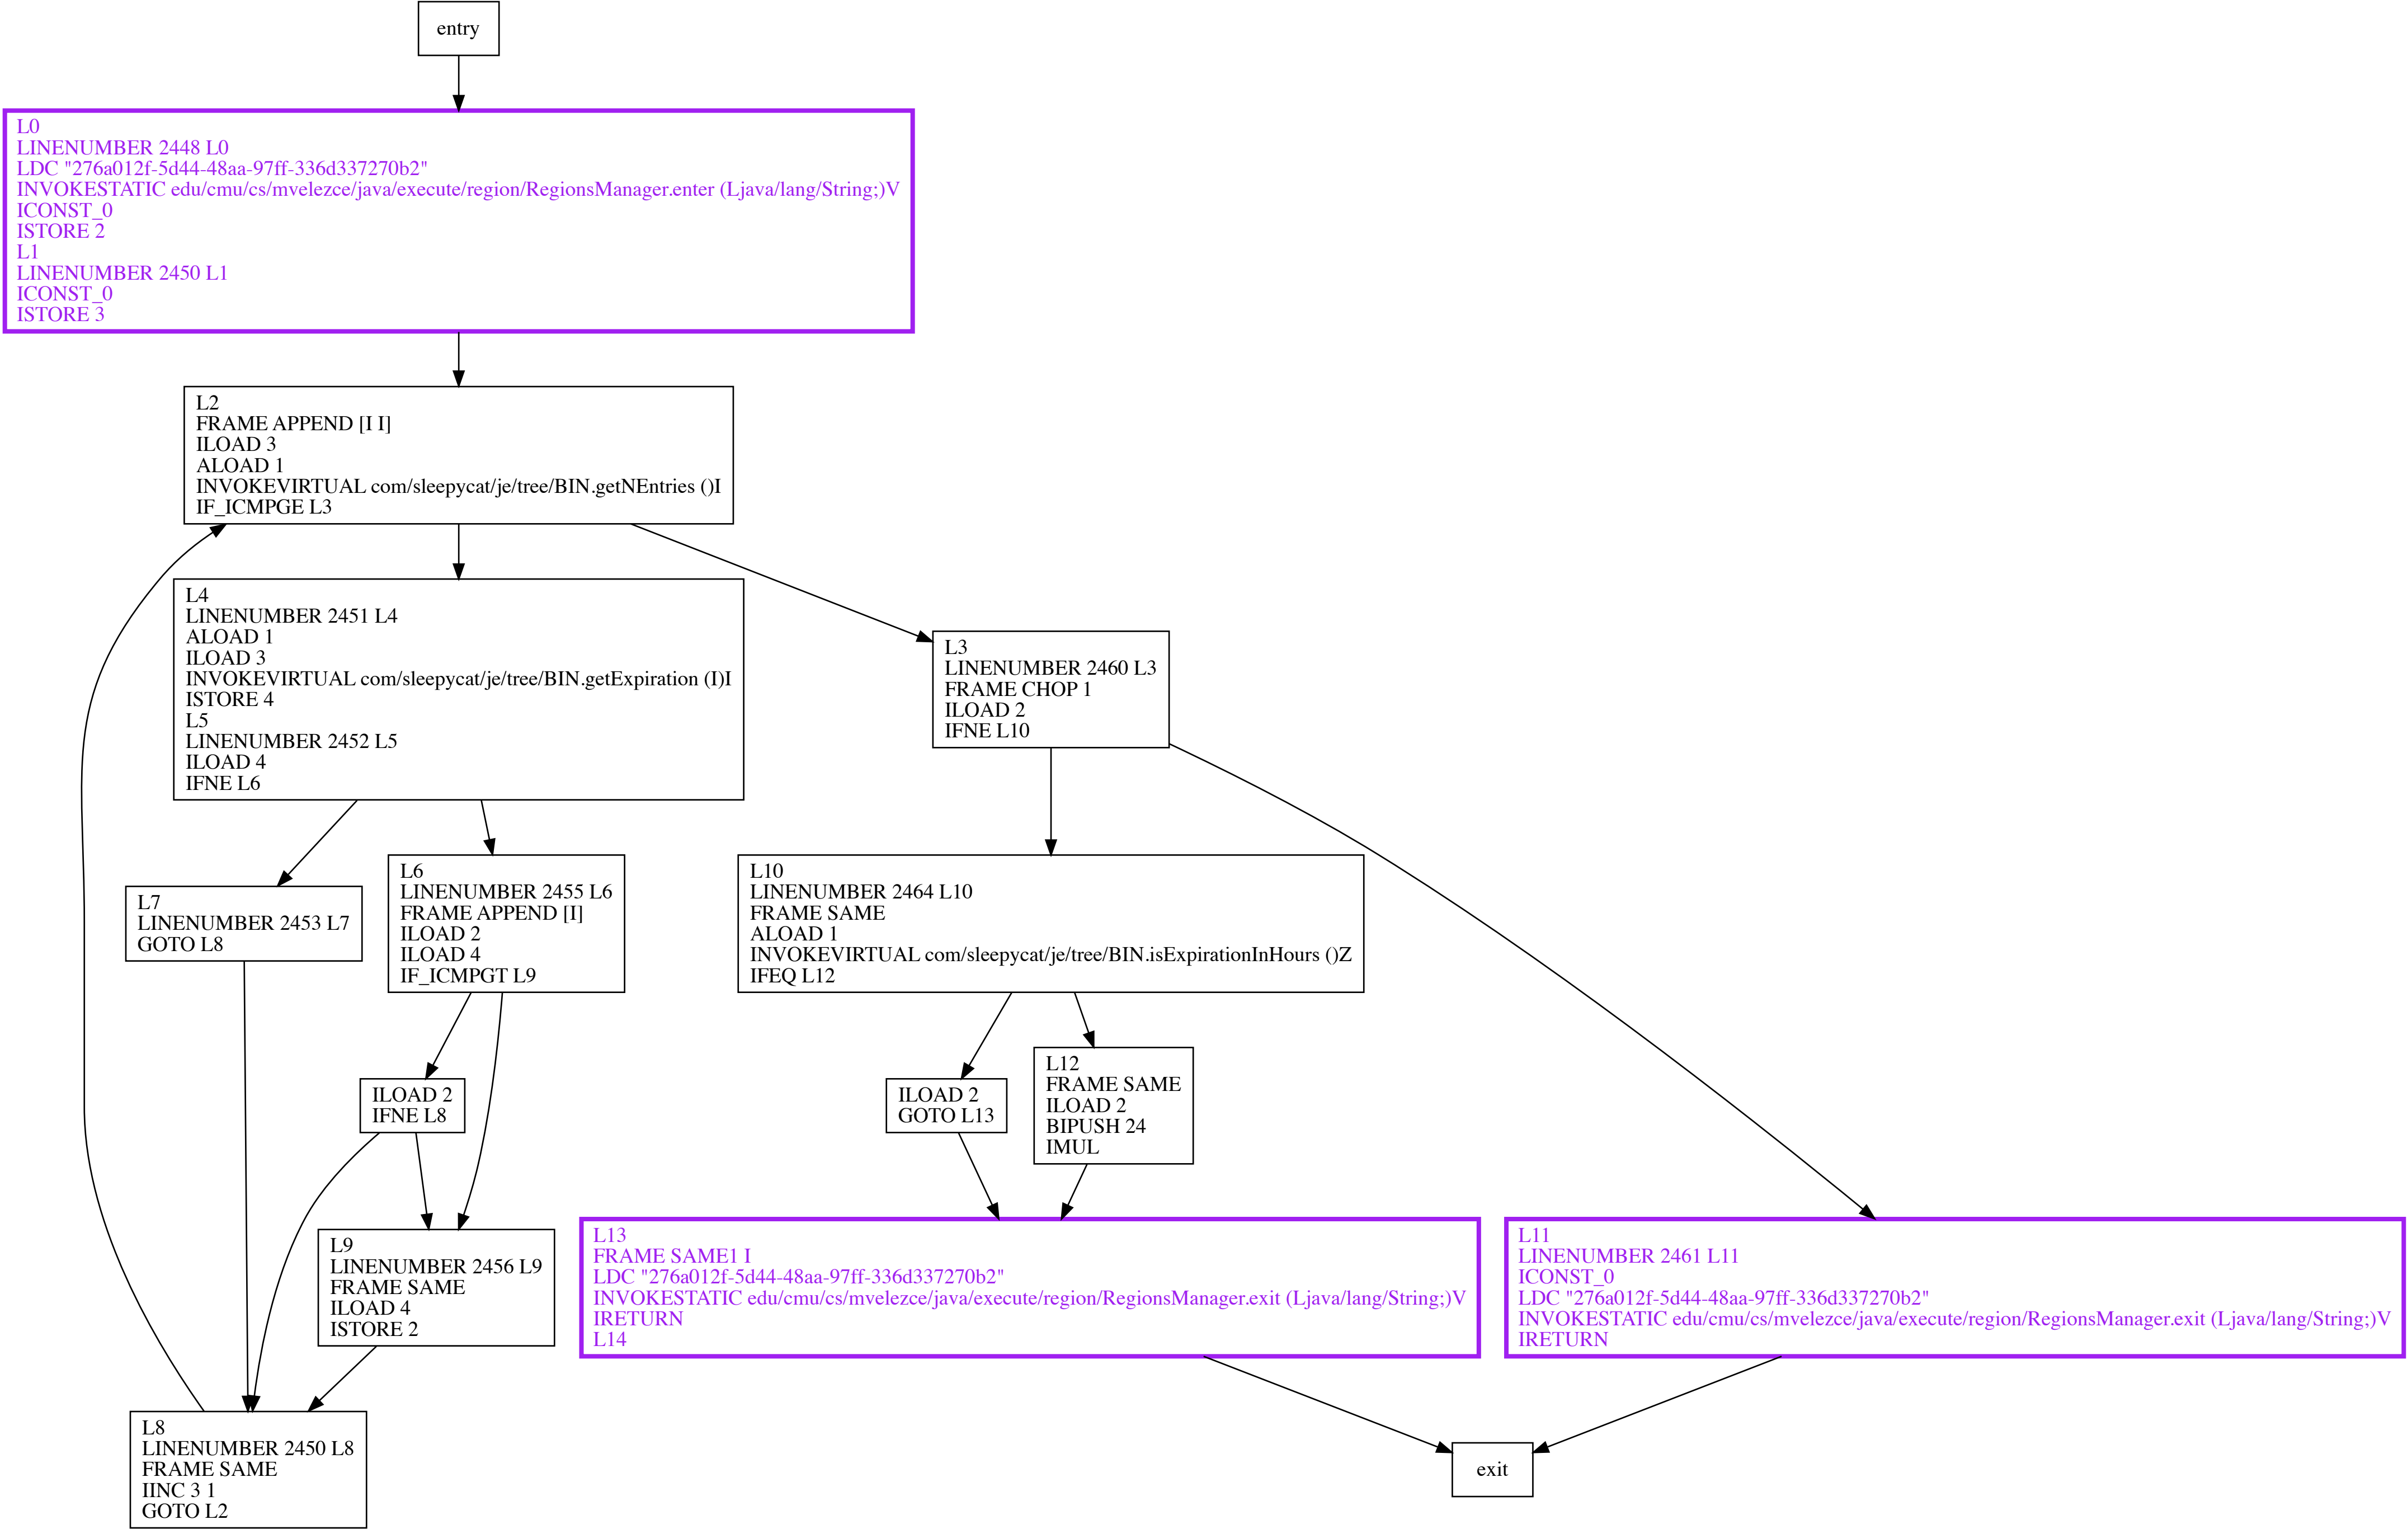 entry
L0
LINENUMBER 2448 L0
LDC "276a012f-5d44-48aa-97ff-336d337270b2"
INVOKESTATIC edu/cmu/cs/mvelezce/java/execute/region/RegionsManager.enter (Ljava/lang/String;)V
ICONST_0
ISTORE 2
L1
LINENUMBER 2450 L1
ICONST_0
ISTORE 3
L2
FRAME APPEND [I I]
ILOAD 3
ALOAD 1
INVOKEVIRTUAL com/sleepycat/je/tree/BIN.getNEntries ()I
IF_ICMPGE L3
L4
LINENUMBER 2451 L4
ALOAD 1
ILOAD 3
INVOKEVIRTUAL com/sleepycat/je/tree/BIN.getExpiration (I)I
ISTORE 4
L5
LINENUMBER 2452 L5
ILOAD 4
IFNE L6
L3
LINENUMBER 2460 L3
FRAME CHOP 1
ILOAD 2
IFNE L10
L7
LINENUMBER 2453 L7
GOTO L8
L6
LINENUMBER 2455 L6
FRAME APPEND [I]
ILOAD 2
ILOAD 4
IF_ICMPGT L9
L10
LINENUMBER 2464 L10
FRAME SAME
ALOAD 1
INVOKEVIRTUAL com/sleepycat/je/tree/BIN.isExpirationInHours ()Z
IFEQ L12
ILOAD 2
IFNE L8
ILOAD 2
GOTO L13
L12
FRAME SAME
ILOAD 2
BIPUSH 24
IMUL
L9
LINENUMBER 2456 L9
FRAME SAME
ILOAD 4
ISTORE 2
L13
FRAME SAME1 I
LDC "276a012f-5d44-48aa-97ff-336d337270b2"
INVOKESTATIC edu/cmu/cs/mvelezce/java/execute/region/RegionsManager.exit (Ljava/lang/String;)V
IRETURN
L14
L11
LINENUMBER 2461 L11
ICONST_0
LDC "276a012f-5d44-48aa-97ff-336d337270b2"
INVOKESTATIC edu/cmu/cs/mvelezce/java/execute/region/RegionsManager.exit (Ljava/lang/String;)V
IRETURN
L8
LINENUMBER 2450 L8
FRAME SAME
IINC 3 1
GOTO L2
exit